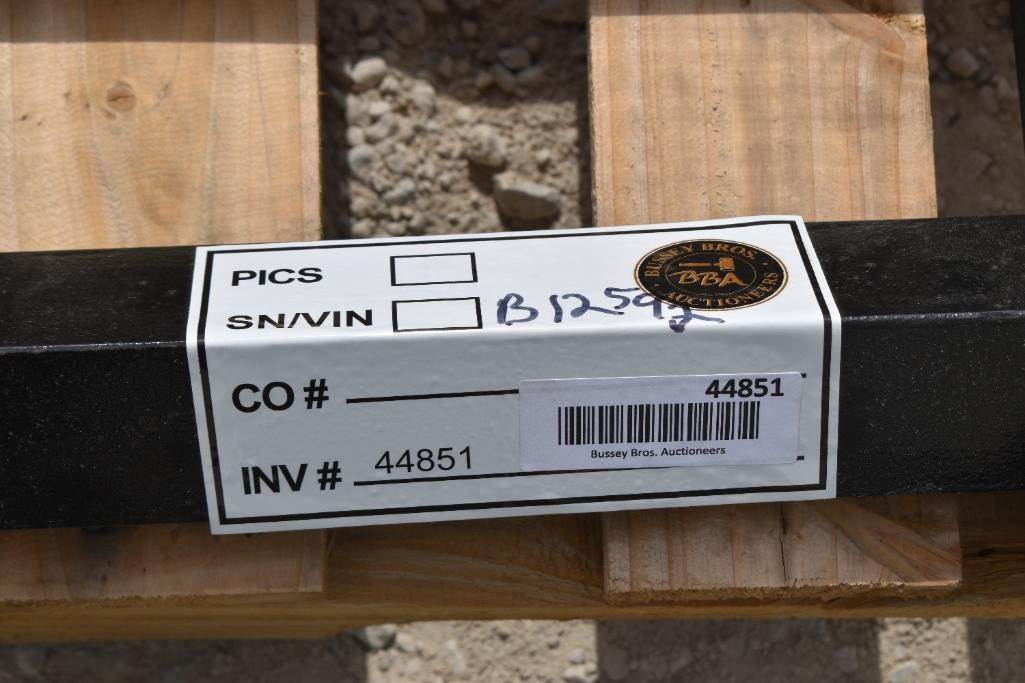 PICS
BUSSEY BROS.
BBA
AUCTIONEERS
SN/VIN B12592
CO #
44851
Bussey Bros. Auctioneers
INV # 44851